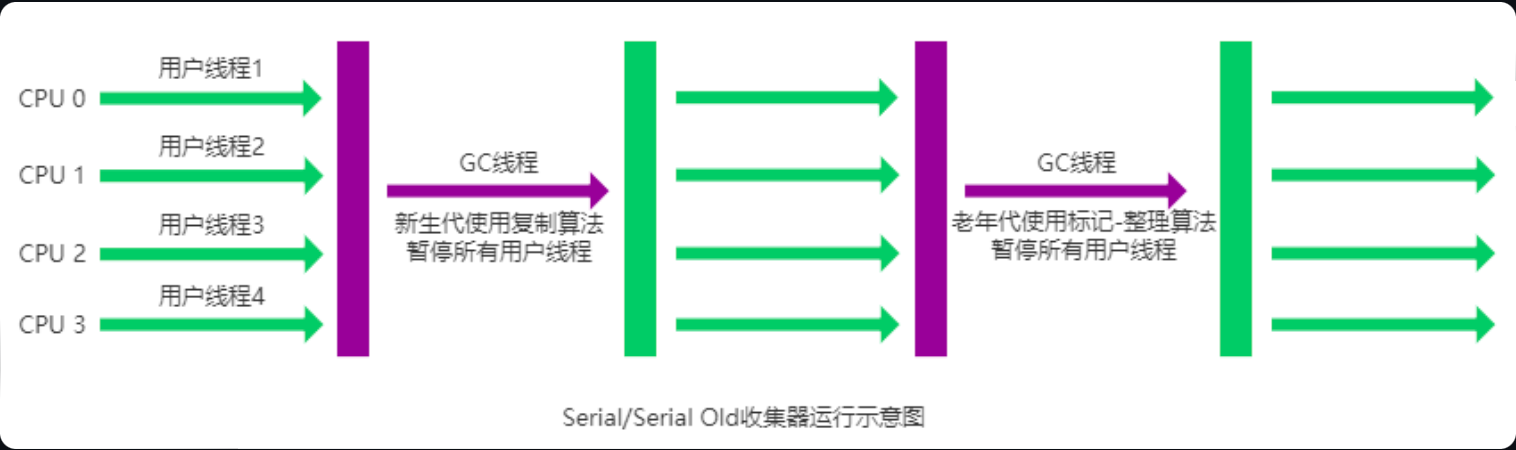 用户线程1
CPU 0
用户线程2
CPU 1
用户线程3
CPU 2
用户线程4
CPU 3
GC线程
新生代使用复制算法
暂停所有用户线程
GC线程
老年代使用标记-整理算法
暂停所有用户线程
Serial/Serial Old收集器运行示意图